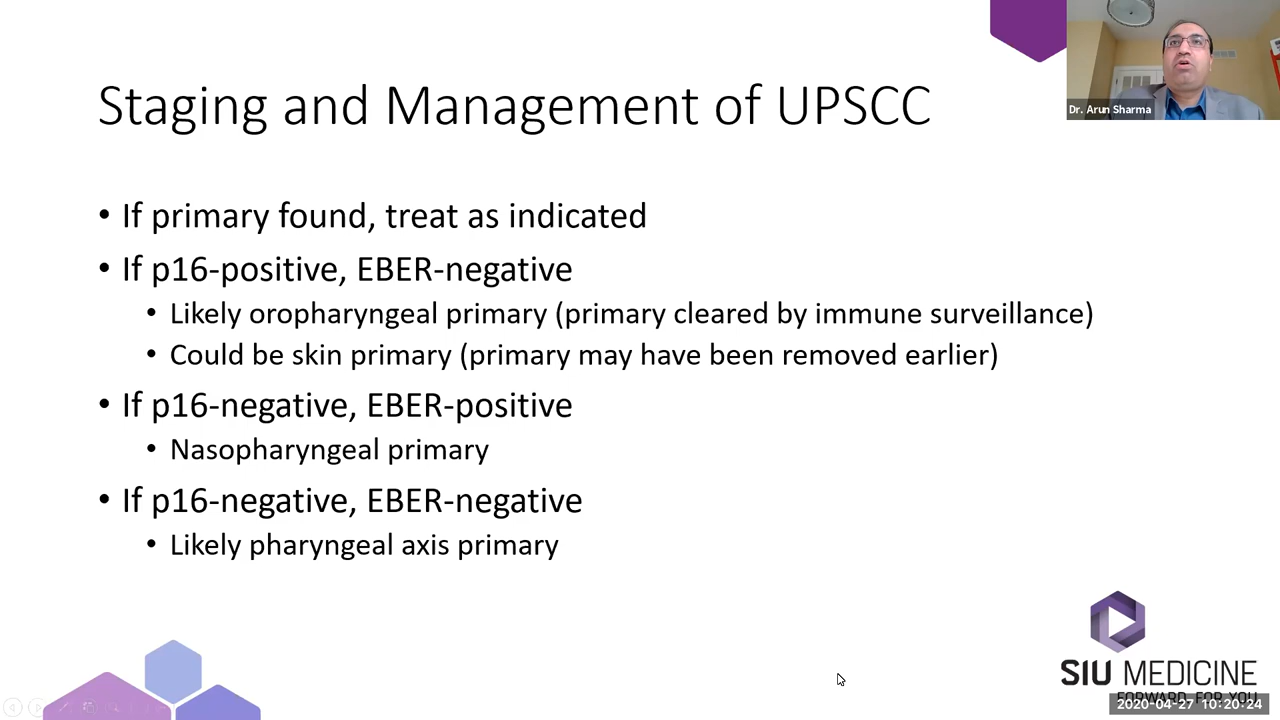 Staging and Management of UPSCC
Dr. Arun Sharma
• If primary found, treat as indicated
• If p16-positive, EBER-negative
• Likely oropharyngeal primary (primary cleared by immune surveillance)
• Could be skin primary (primary may have been removed earlier)
• If p16-negative, EBER-positive
• Nasopharyngeal primary
• If p16-negative, EBER-negative
• Likely pharyngeal axis primary
SIU MEDICINE
FORWARD FOR YOU
2020-04-27 10:20:24